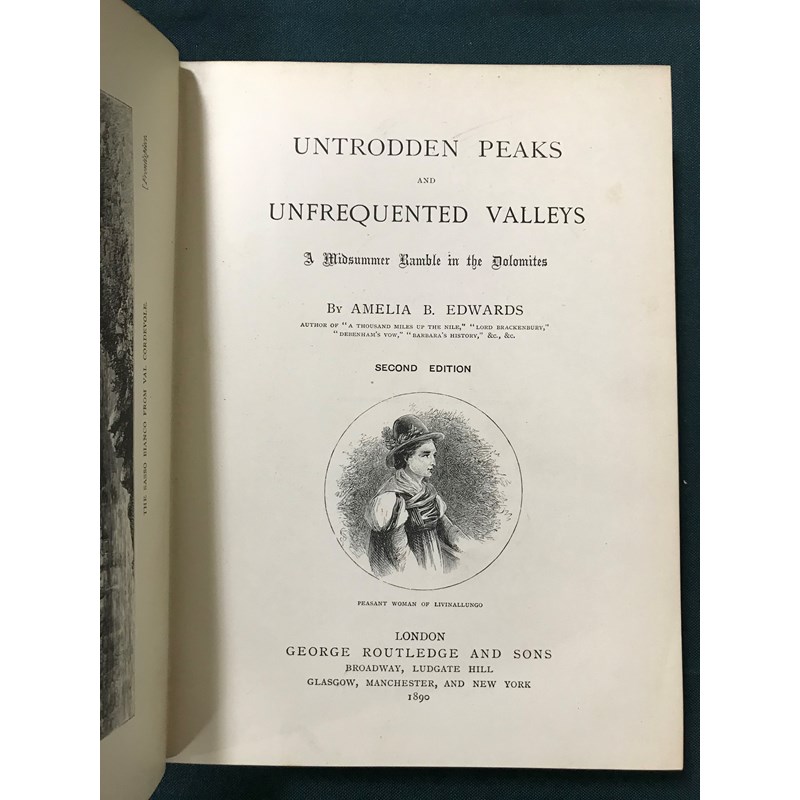 [Frontispiece
THE SASSO BIANCO FROM VAL CORDEVOLE.
UNTRODDEN PEAKS
AND
UNFREQUENTED VALLEYS
A Midsummer Ramble in the Dolomites
By AMELIA B. EDWARDS
AUTHOR OF "A THOUSAND MILES UP THE NILE," "LORD BRACKENBURY,"
"DEBENHAM'S VOW," "BARBARA'S HISTORY," &c., &c.
SECOND EDITION
PEASANT WOMAN OF LIVINALLUNGO
LONDON
GEORGE ROUTLEDGE AND SONS
BROADWAY, LUDGATE HILL
GLASGOW, MANCHESTER, AND NEW YORK
1890